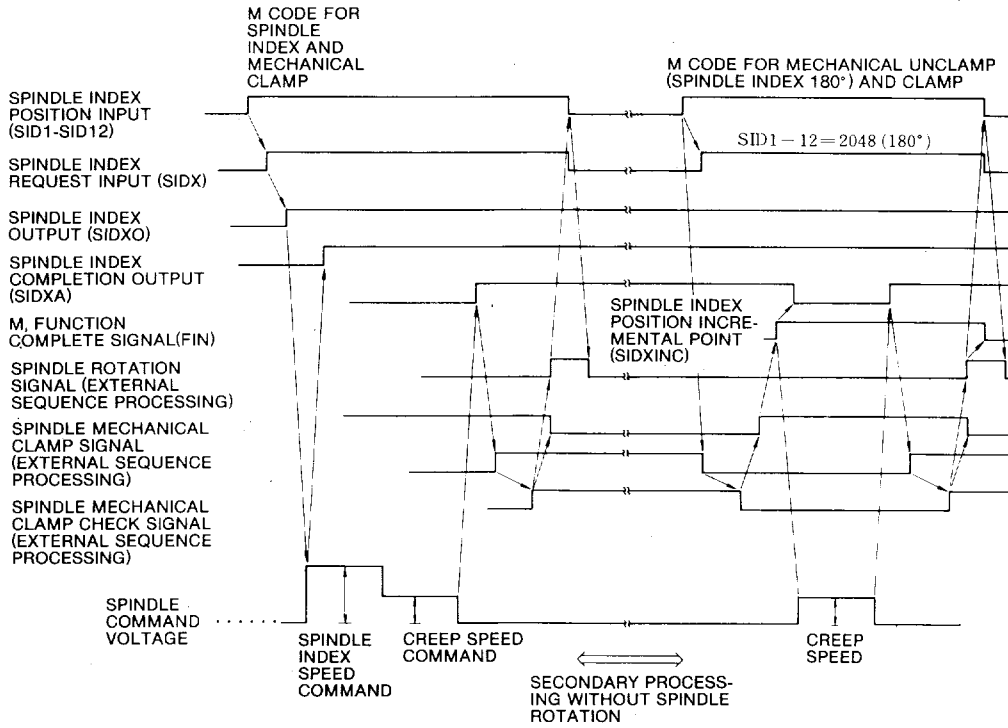 M CODE FOR
SPINDLE
INDEX AND
MECHANICAL
CLAMP
M CODE FOR MECHANICAL UNCLAMP
(SPINDLE INDEX 180°) AND CLAMP
SPINDLE INDEX
POSITION INPUT
(SID1-SID12)
SID1-12=2048 (180°)
SPINDLE INDEX
REQUEST INPUT (SIDX)
SPINDLE INDEX
OUTPUT (SIDXO)
SPINDLE INDEX
COMPLETION OUTPUT
(SIDXA)
SPINDLE INDEX
POSITION INCRE-
MENTAL POINT
(SIDXINC)
M, FUNCTION
COMPLETE SIGNAL(FIN)
SPINDLE ROTATION
SIGNAL (EXTERNAL
SEQUENCE PROCESSING)
SPINDLE MECHANICAL
CLAMP SIGNAL
(EXTERNAL SEQUENCE
PROCESSING)
SPINDLE MECHANICAL
CLAMP CHECK SIGNAL
(EXTERNAL SEQUENCE
PROCESSING)
SPINDLE
COMMAND
VOLTAGE
SPINDLE
INDEX
SPEED
COMMAND
CREEP SPEED
COMMAND
CREEP
SPEED
SECONDARY PROCESS-
ING WITHOUT SPINDLE
ROTATION